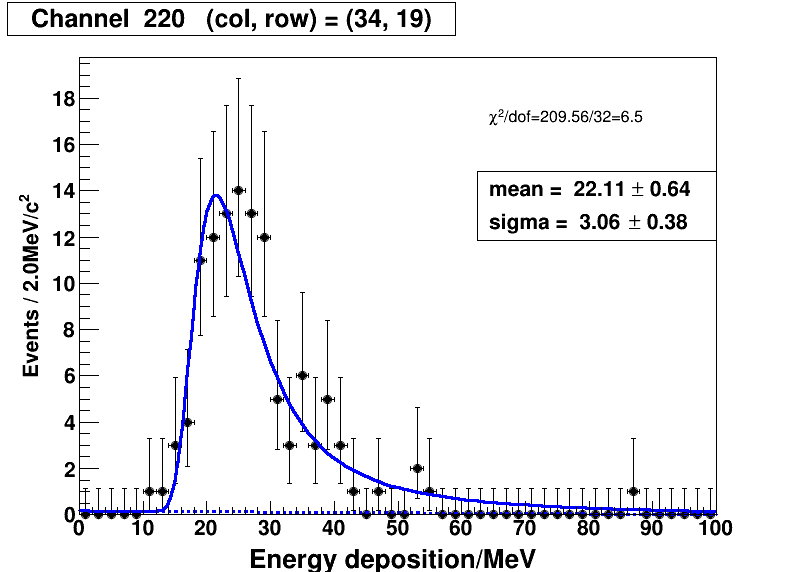 Channel 220 (col, row) = (34, 19)
χ²/dof=209.56/32=6.5
mean = 22.11 ± 0.64
sigma = 3.06 ± 0.38
Events / 2.0MeV/c²
18
16
14
12
10
8
6
4
2
0
0 10 20 30 40 50 60 70 80 90 100
Energy deposition/MeV